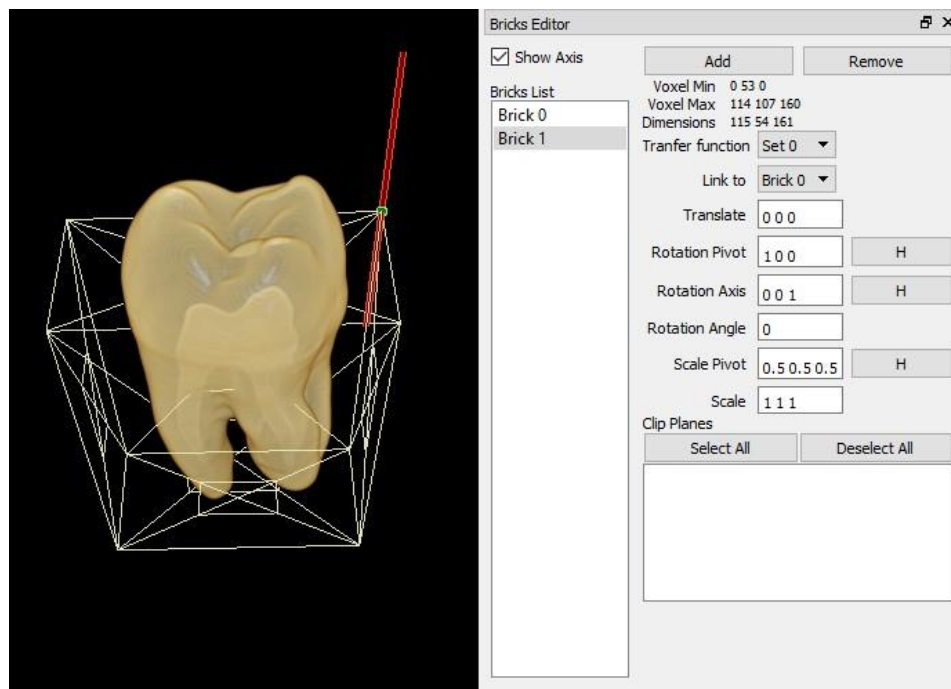 Bricks Editor
Show Axis
Bricks List
Brick 0
Brick 1
Add
Remove
Voxel Min 0 53 0
Voxel Max 114 107 160
Dimensions 115 54 161
Tranfer function Set 0
Link to Brick 0
Translate 0 0 0
Rotation Pivot 1 0 0 H
Rotation Axis 0 0 1 H
Rotation Angle 0
Scale Pivot 0.5 0.5 0.5 H
Scale 1 1 1
Clip Planes
Select All
Deselect All